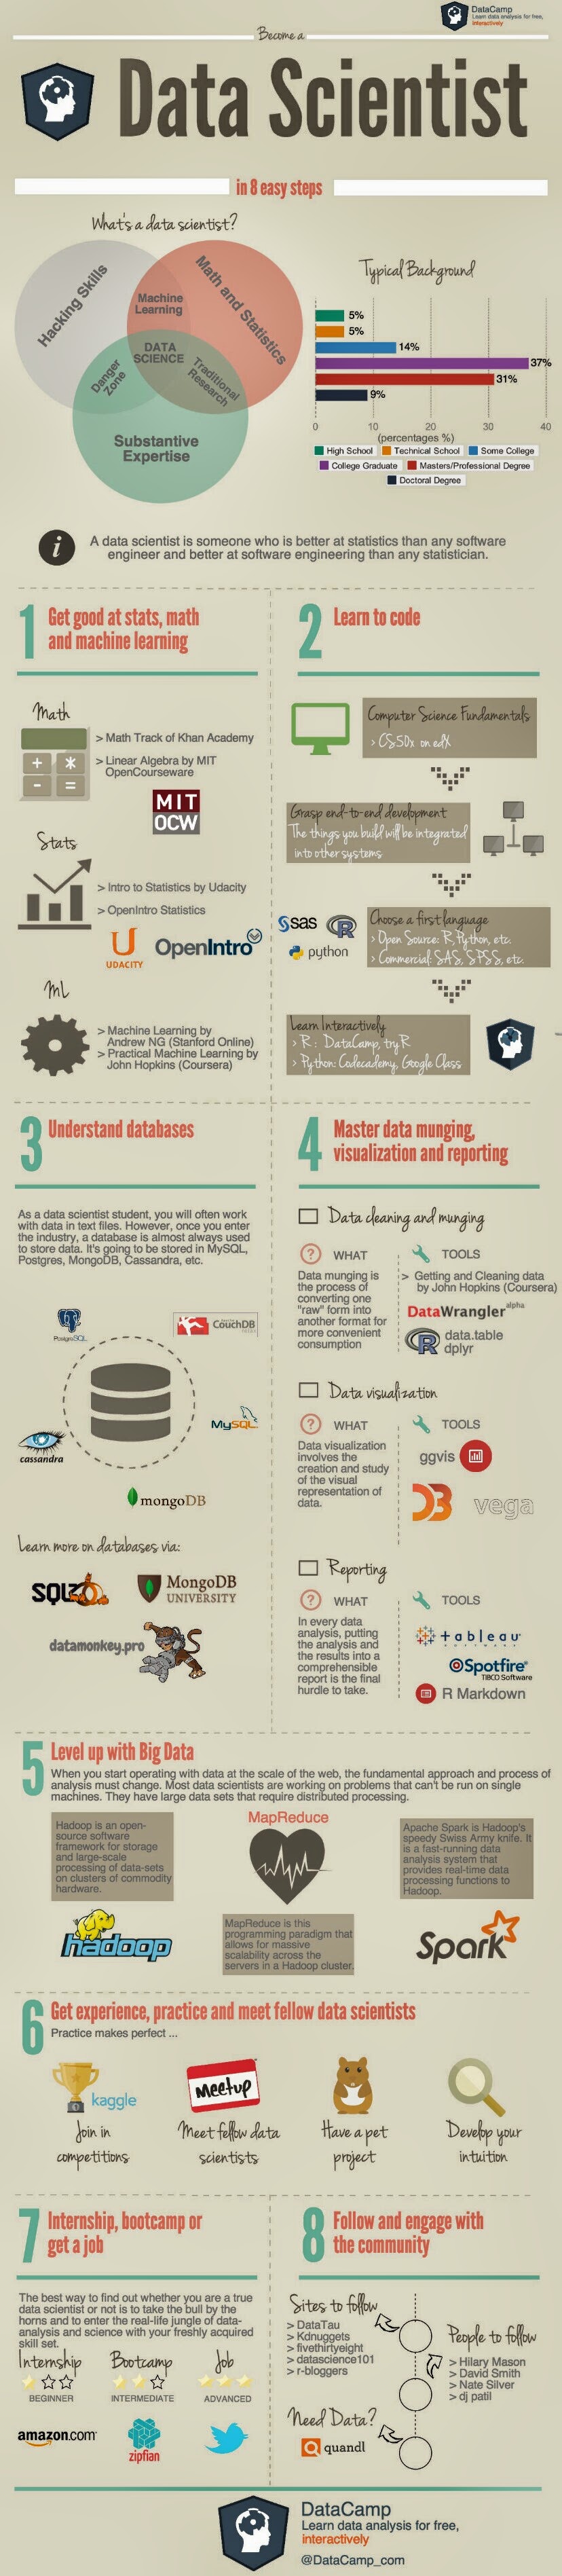 DataCamp
Learn data analysis for free,
interactively
Become a
Data Scientist
in 8 easy steps
What's a data scientist?
Hacking Skills
Math and Statistics
Machine
Learning
DATA
SCIENCE
Danger
Zone
Traditional
Research
Substantive
Expertise
Typical Background
5%
5%
14%
37%
31%
9%
0 10 20 30 40
(percentages %)
High School Technical School Some College
College Graduate Masters/Professional Degree
Doctoral Degree
i
A data scientist is someone who is better at statistics than any software
engineer and better at software engineering than any statistician.
1 Get good at stats, math
and machine learning
Math
+ *
- =
> Math Track of Khan Academy
> Linear Algebra by MIT
OpenCourseware
MIT
OCW
Stats
> Intro to Statistics by Udacity
> OpenIntro Statistics
U
UDACITY
OpenIntro
ML
> Machine Learning by
Andrew NG (Stanford Online)
> Practical Machine Learning by
John Hopkins (Coursera)
2 Learn to code
Computer Science Fundamentals
> CS50x on edX
Grasp end-to-end development
The things you build will be integrated
into other systems
sas R
python
Choose a first language
> Open Source: R, Python, etc.
> Commercial: SAS, SPSS, etc.
Learn Interactively
> R : DataCamp, tryR
> Python: Codecademy, Google Class
3 Understand databases
As a data scientist student, you will often work
with data in text files. However, once you enter
the industry, a database is almost always used
to store data. It's going to be stored in MySQL,
Postgres, MongoDB, Cassandra, etc.
PostgreSQL
CouchDB
MySQL
cassandra
mongoDB
Learn more on databases via:
SQLZOO
MongoDB
UNIVERSITY
datamonkey.pro
4 Master data munging,
visualization and reporting
Data cleaning and munging
? WHAT
Data munging is
the process of
converting one
"raw" form into
another format for
more convenient
consumption
TOOLS
> Getting and Cleaning data
by John Hopkins (Coursera)
DataWrangler alpha
R data.table
dplyr
Data visualization
? WHAT
Data visualization
involves the
creation and study
of the visual
representation of
data.
TOOLS
ggvis
D3 vega
Reporting
? WHAT
In every data
analysis, putting
the analysis and
the results into a
comprehensible
report is the final
hurdle to take.
TOOLS
+ a b l e a u
Spotfire
TIBCO Software
R Markdown
5 Level up with Big Data
When you start operating with data at the scale of the web, the fundamental approach and process of
analysis must change. Most data scientists are working on problems that can't be run on single
machines. They have large data sets that require distributed processing.
Hadoop is an open-
source software
framework for storage
and large-scale
processing of data-sets
on clusters of commodity
hardware.
hadoop
MapReduce
MapReduce is this
programming paradigm that
allows for massive
scalability across the
servers in a Hadoop cluster.
Apache Spark is Hadoop's
speedy Swiss Army knife. It
is a fast-running data
analysis system that
provides real-time data
processing functions to
Hadoop.
Spark
6 Get experience, practice and meet fellow data scientists
Practice makes perfect ...
kaggle
Join in
competitions
Meetup
Meet fellow data
scientists
Have a pet
project
Develop your
intuition
7 Internship, bootcamp or
get a job
The best way to find out whether you are a true
data scientist or not is to take the bull by the
horns and to enter the real-life jungle of data-
analysis and science with your freshly acquired
skill set.
Internship Bootcamp Job
BEGINNER INTERMEDIATE ADVANCED
amazon.com
zipfian
8 Follow and engage with
the community
Sites to follow
> DataTau
> Kdnuggets
> fivethirtyeight
> datascience101
> r-bloggers
People to follow
> Hilary Mason
> David Smith
> Nate Silver
> dj patil
Need Data?
quandl
DataCamp
Learn data analysis for free,
interactively
@DataCamp_com